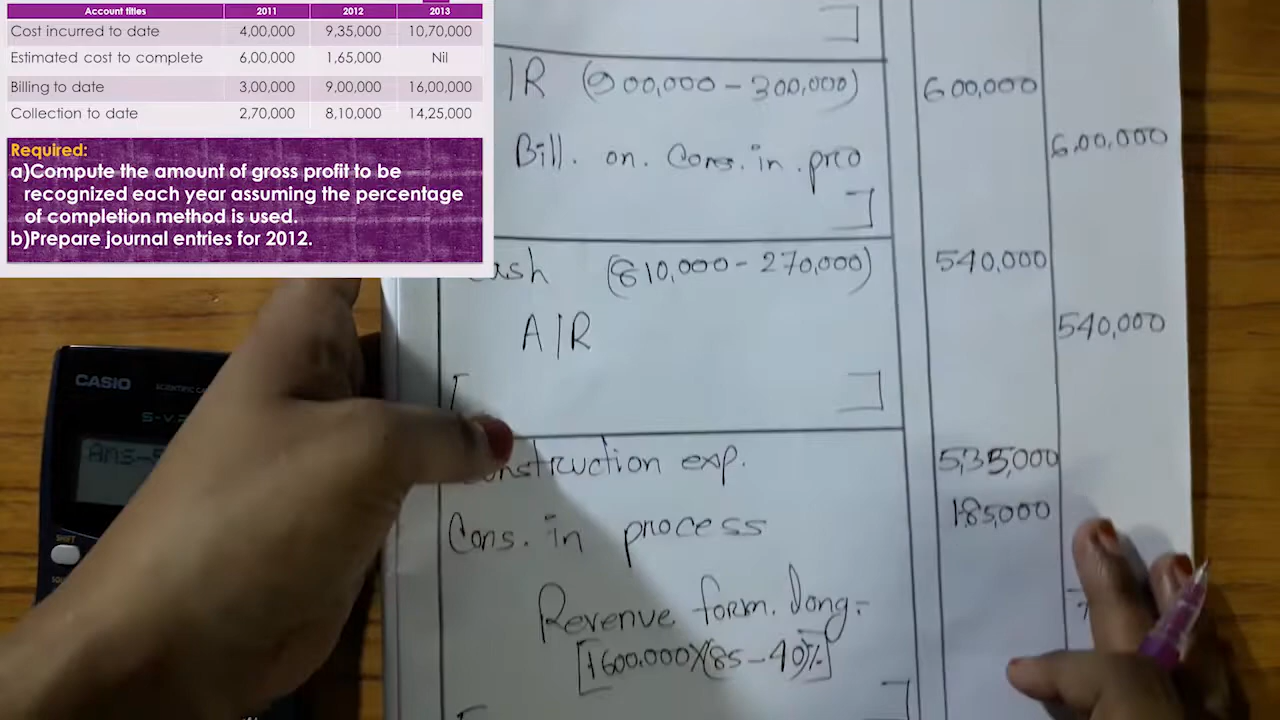 Account titles 2011 2012 2013
Cost incurred to date 4,00,000 9,35,000 10,70,000
Estimated cost to complete 6,00,000 1,65,000 Nil
Billing to date 3,00,000 9,00,000 16,00,000
Collection to date 2,70,000 8,10,000 14,25,000
Required:
a)Compute the amount of gross profit to be
recognized each year assuming the percentage
of completion method is used.
b)Prepare journal entries for 2012.
IR (900,000 - 300,000) 600,000
Bill. on. Cons. in. pro 6,00,000
(810,000 - 270,000) 540,000
A/R 540,000
exp. 5,35,000
Cons. in process 185,000
Revenue form. long-
[1600.000X(85-40)%]
CASIO
SHIFT